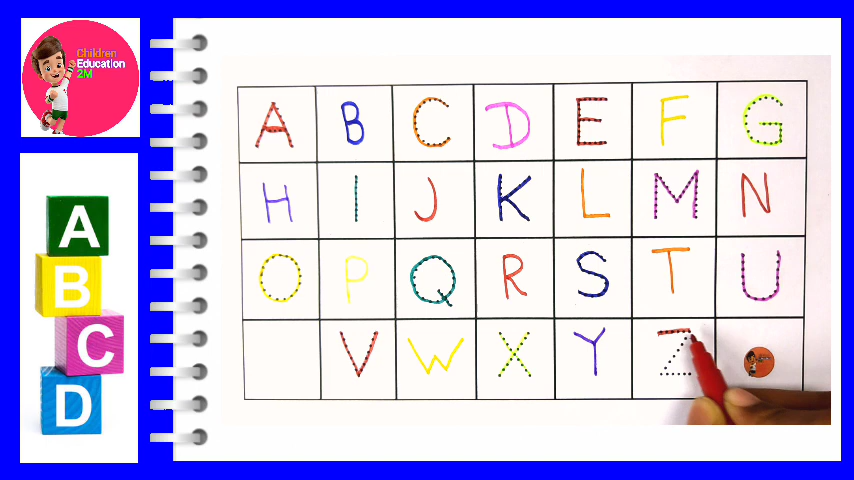 Children
Education
2M
A B C D E F G
H I J K L M N
O P Q R S T U
V W X Y Z
A
B
C
D